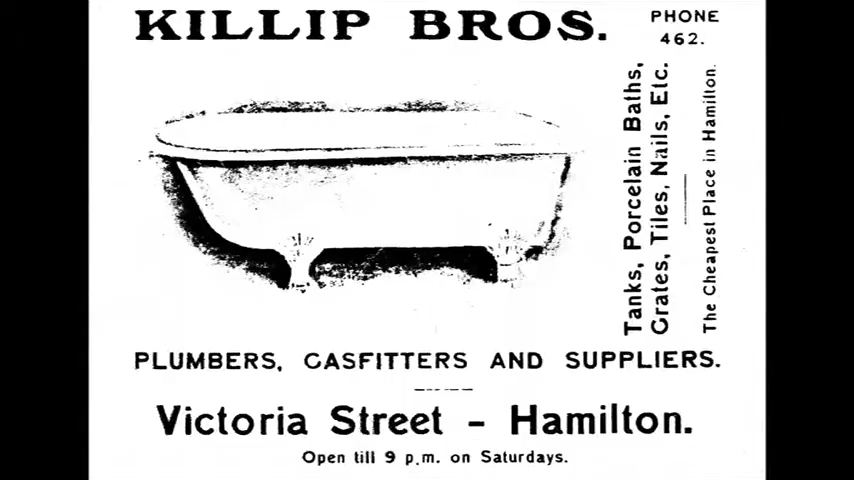 KILLIP BROS.
PHONE
462.
Tanks, Porcelain Baths,
Grates, Tiles, Nails, Etc.
The Cheapest Place in Hamilton.
PLUMBERS, GASFITTERS AND SUPPLIERS.
Victoria Street - Hamilton.
Open till 9 p.m. on Saturdays.